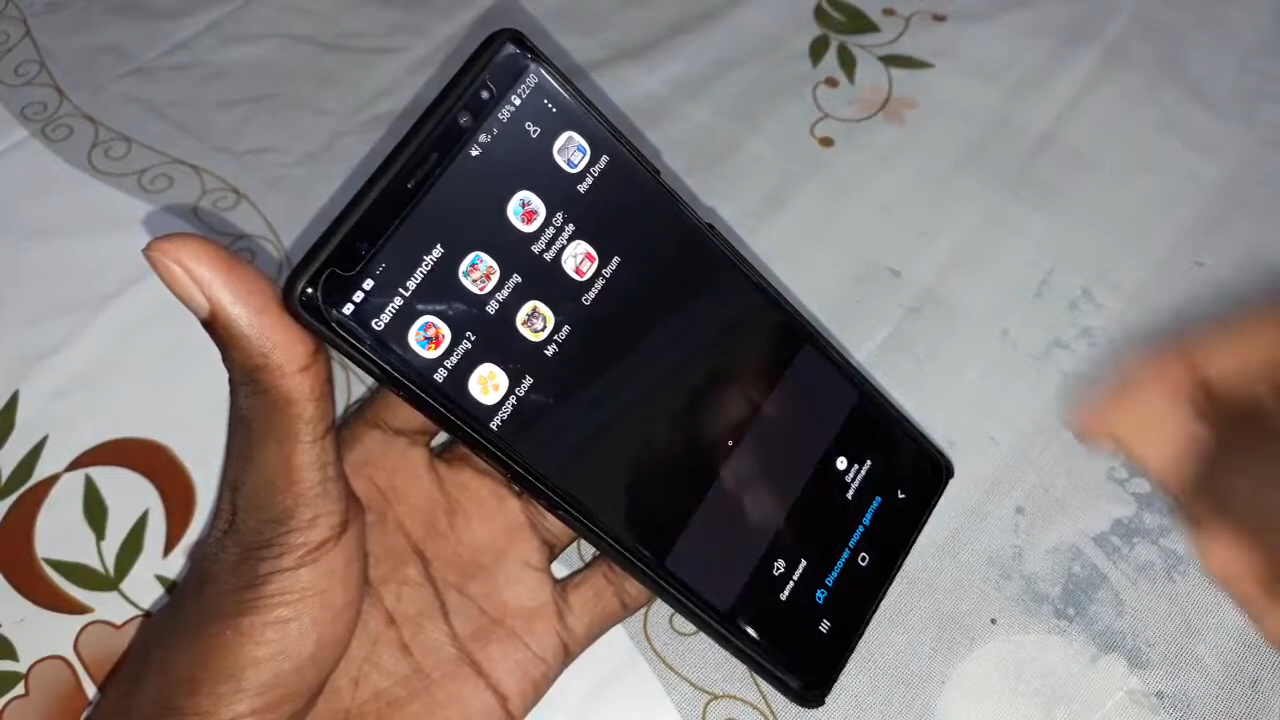 58% 22:00
Game Launcher
BB Racing 2
BB Racing
Riptide GP:
Renegade
Real Drum
PPSSPP Gold
My Tom
Classic Drum
Game sound
Game
performance
Discover more games